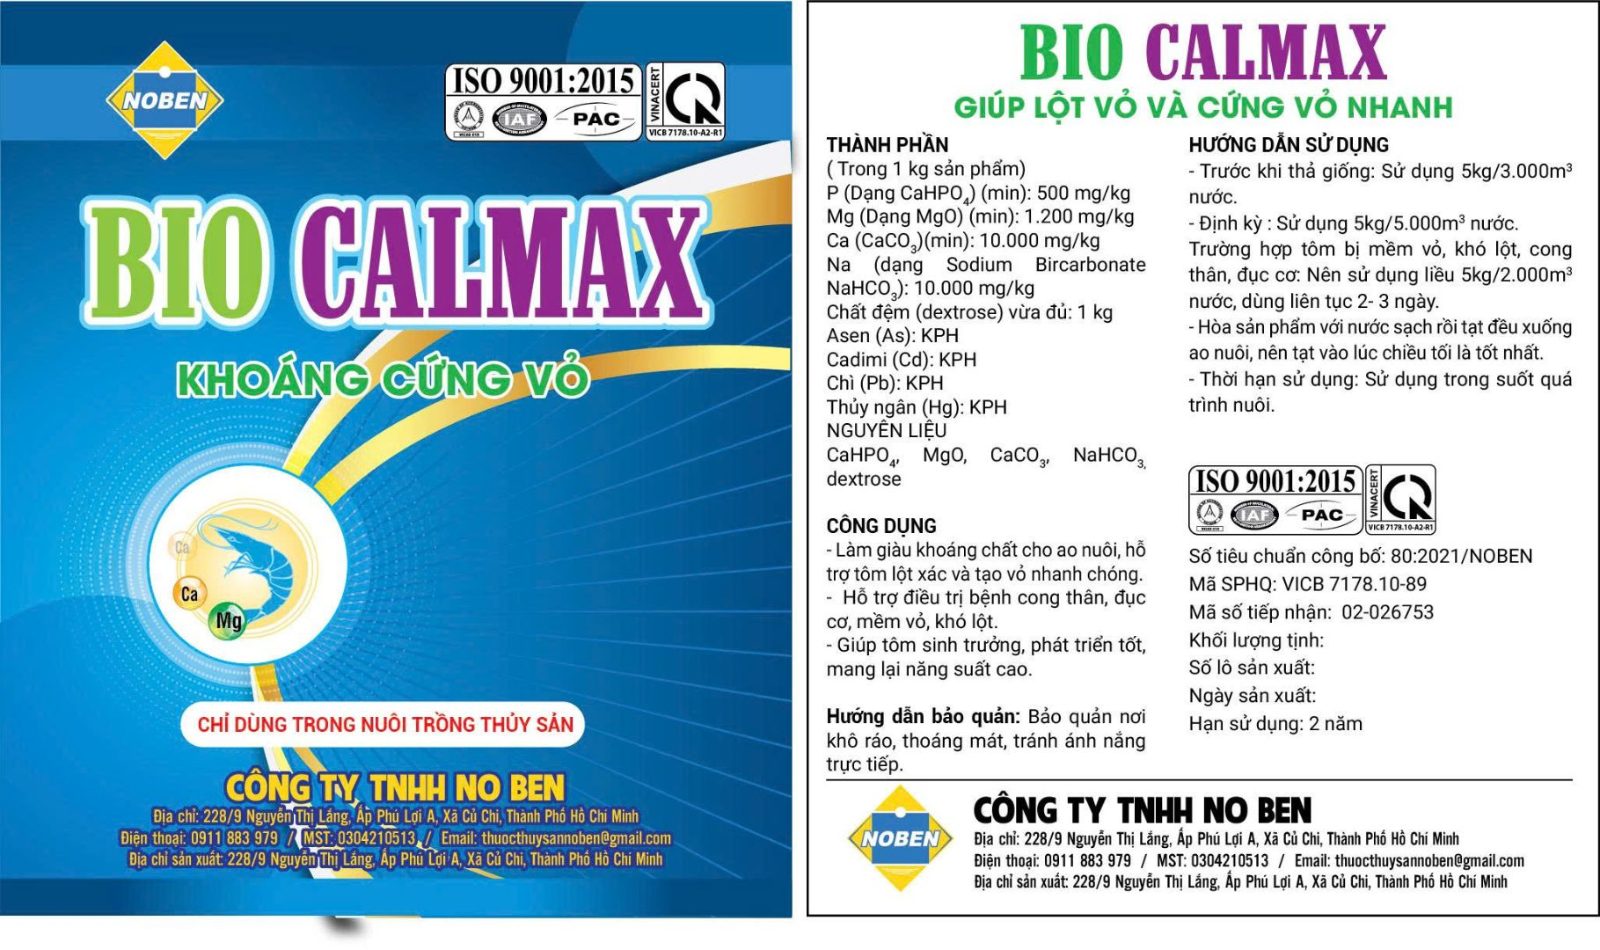 NOBEN
ISO 9001:2015
IAF
PAC
VINACERT
VICB 7178.10-A2-R1
BIO CALMAX
KHOÁNG CỨNG VỎ
Ca
Ca
Mg
CHỈ DÙNG TRONG NUÔI TRỒNG THỦY SẢN
CÔNG TY TNHH NO BEN
Địa chỉ: 228/9 Nguyễn Thị Lắng, Ấp Phú Lợi A, Xã Củ Chi, Thành Phố Hồ Chí Minh
Điện thoại: 0911 883 979 / MST: 0304210513 / Email: thuocthuysannoben@gmail.com
Địa chỉ sản xuất: 228/9 Nguyễn Thị Lắng, Ấp Phú Lợi A, Xã Củ Chi, Thành Phố Hồ Chí Minh
BIO CALMAX
GIÚP LỘT VỎ VÀ CỨNG VỎ NHANH
THÀNH PHẦN
( Trong 1 kg sản phẩm)
P (Dạng CaHPO₄) (min): 500 mg/kg
Mg (Dạng MgO) (min): 1.200 mg/kg
Ca (CaCO₃)(min): 10.000 mg/kg
Na (dạng Sodium Bircarbonate
NaHCO₃): 10.000 mg/kg
Chất đệm (dextrose) vừa đủ: 1 kg
Asen (As): KPH
Cadimi (Cd): KPH
Chì (Pb): KPH
Thủy ngân (Hg): KPH
NGUYÊN LIỆU
CaHPO₄, MgO, CaCO₃, NaHCO₃,
dextrose
CÔNG DỤNG
- Làm giàu khoáng chất cho ao nuôi, hỗ
trợ tôm lột xác và tạo vỏ nhanh chóng.
- Hỗ trợ điều trị bệnh cong thân, đục
cơ, mềm vỏ, khó lột.
- Giúp tôm sinh trưởng, phát triển tốt,
mang lại năng suất cao.
Hướng dẫn bảo quản: Bảo quản nơi
khô ráo, thoáng mát, tránh ánh nắng
trực tiếp.
HƯỚNG DẪN SỬ DỤNG
- Trước khi thả giống: Sử dụng 5kg/3.000m³
nước.
- Định kỳ : Sử dụng 5kg/5.000m³ nước.
Trường hợp tôm bị mềm vỏ, khó lột, cong
thân, đục cơ: Nên sử dụng liều 5kg/2.000m³
nước, dùng liên tục 2- 3 ngày.
- Hòa sản phẩm với nước sạch rồi tạt đều xuống
ao nuôi, nên tạt vào lúc chiều tối là tốt nhất.
- Thời hạn sử dụng: Sử dụng trong suốt quá
trình nuôi.
ISO 9001:2015
IAF
PAC
VINACERT
VICB 7178.10-A2-R1
Số tiêu chuẩn công bố: 80:2021/NOBEN
Mã SPHQ: VICB 7178.10-89
Mã số tiếp nhận: 02-026753
Khối lượng tịnh:
Số lô sản xuất:
Ngày sản xuất:
Hạn sử dụng: 2 năm
NOBEN
CÔNG TY TNHH NO BEN
Địa chỉ: 228/9 Nguyễn Thị Lắng, Ấp Phú Lợi A, Xã Củ Chi, Thành Phố Hồ Chí Minh
Điện thoại: 0911 883 979 / MST: 0304210513 / Email: thuocthuysannoben@gmail.com
Địa chỉ sản xuất: 228/9 Nguyễn Thị Lắng, Ấp Phú Lợi A, Xã Củ Chi, Thành Phố Hồ Chí Minh